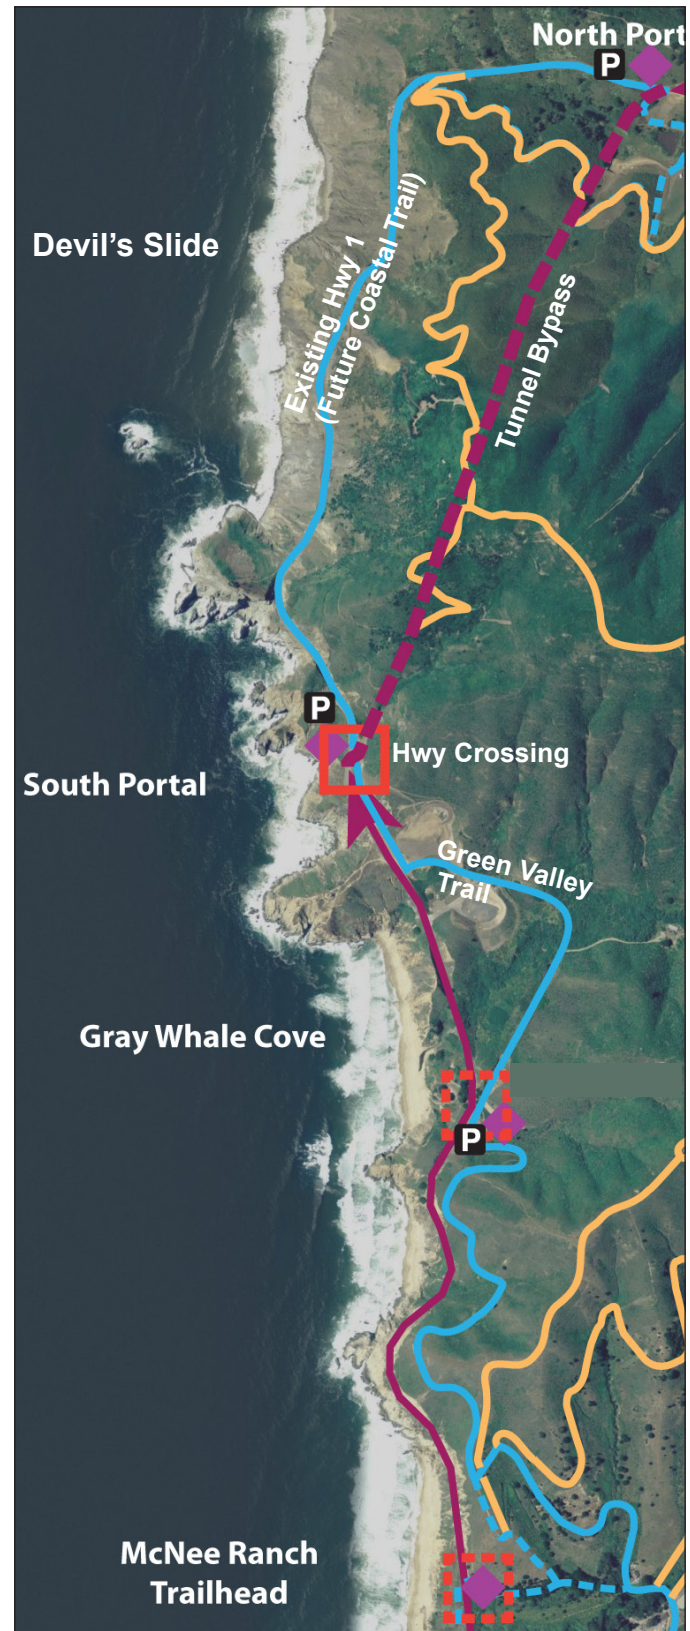 North Port
P
Devil's Slide
Existing Hwy 1
(Future Coastal Trail)
Tunnel Bypass
P
Hwy Crossing
South Portal
Green Valley
Trail
Gray Whale Cove
P
McNee Ranch
Trailhead